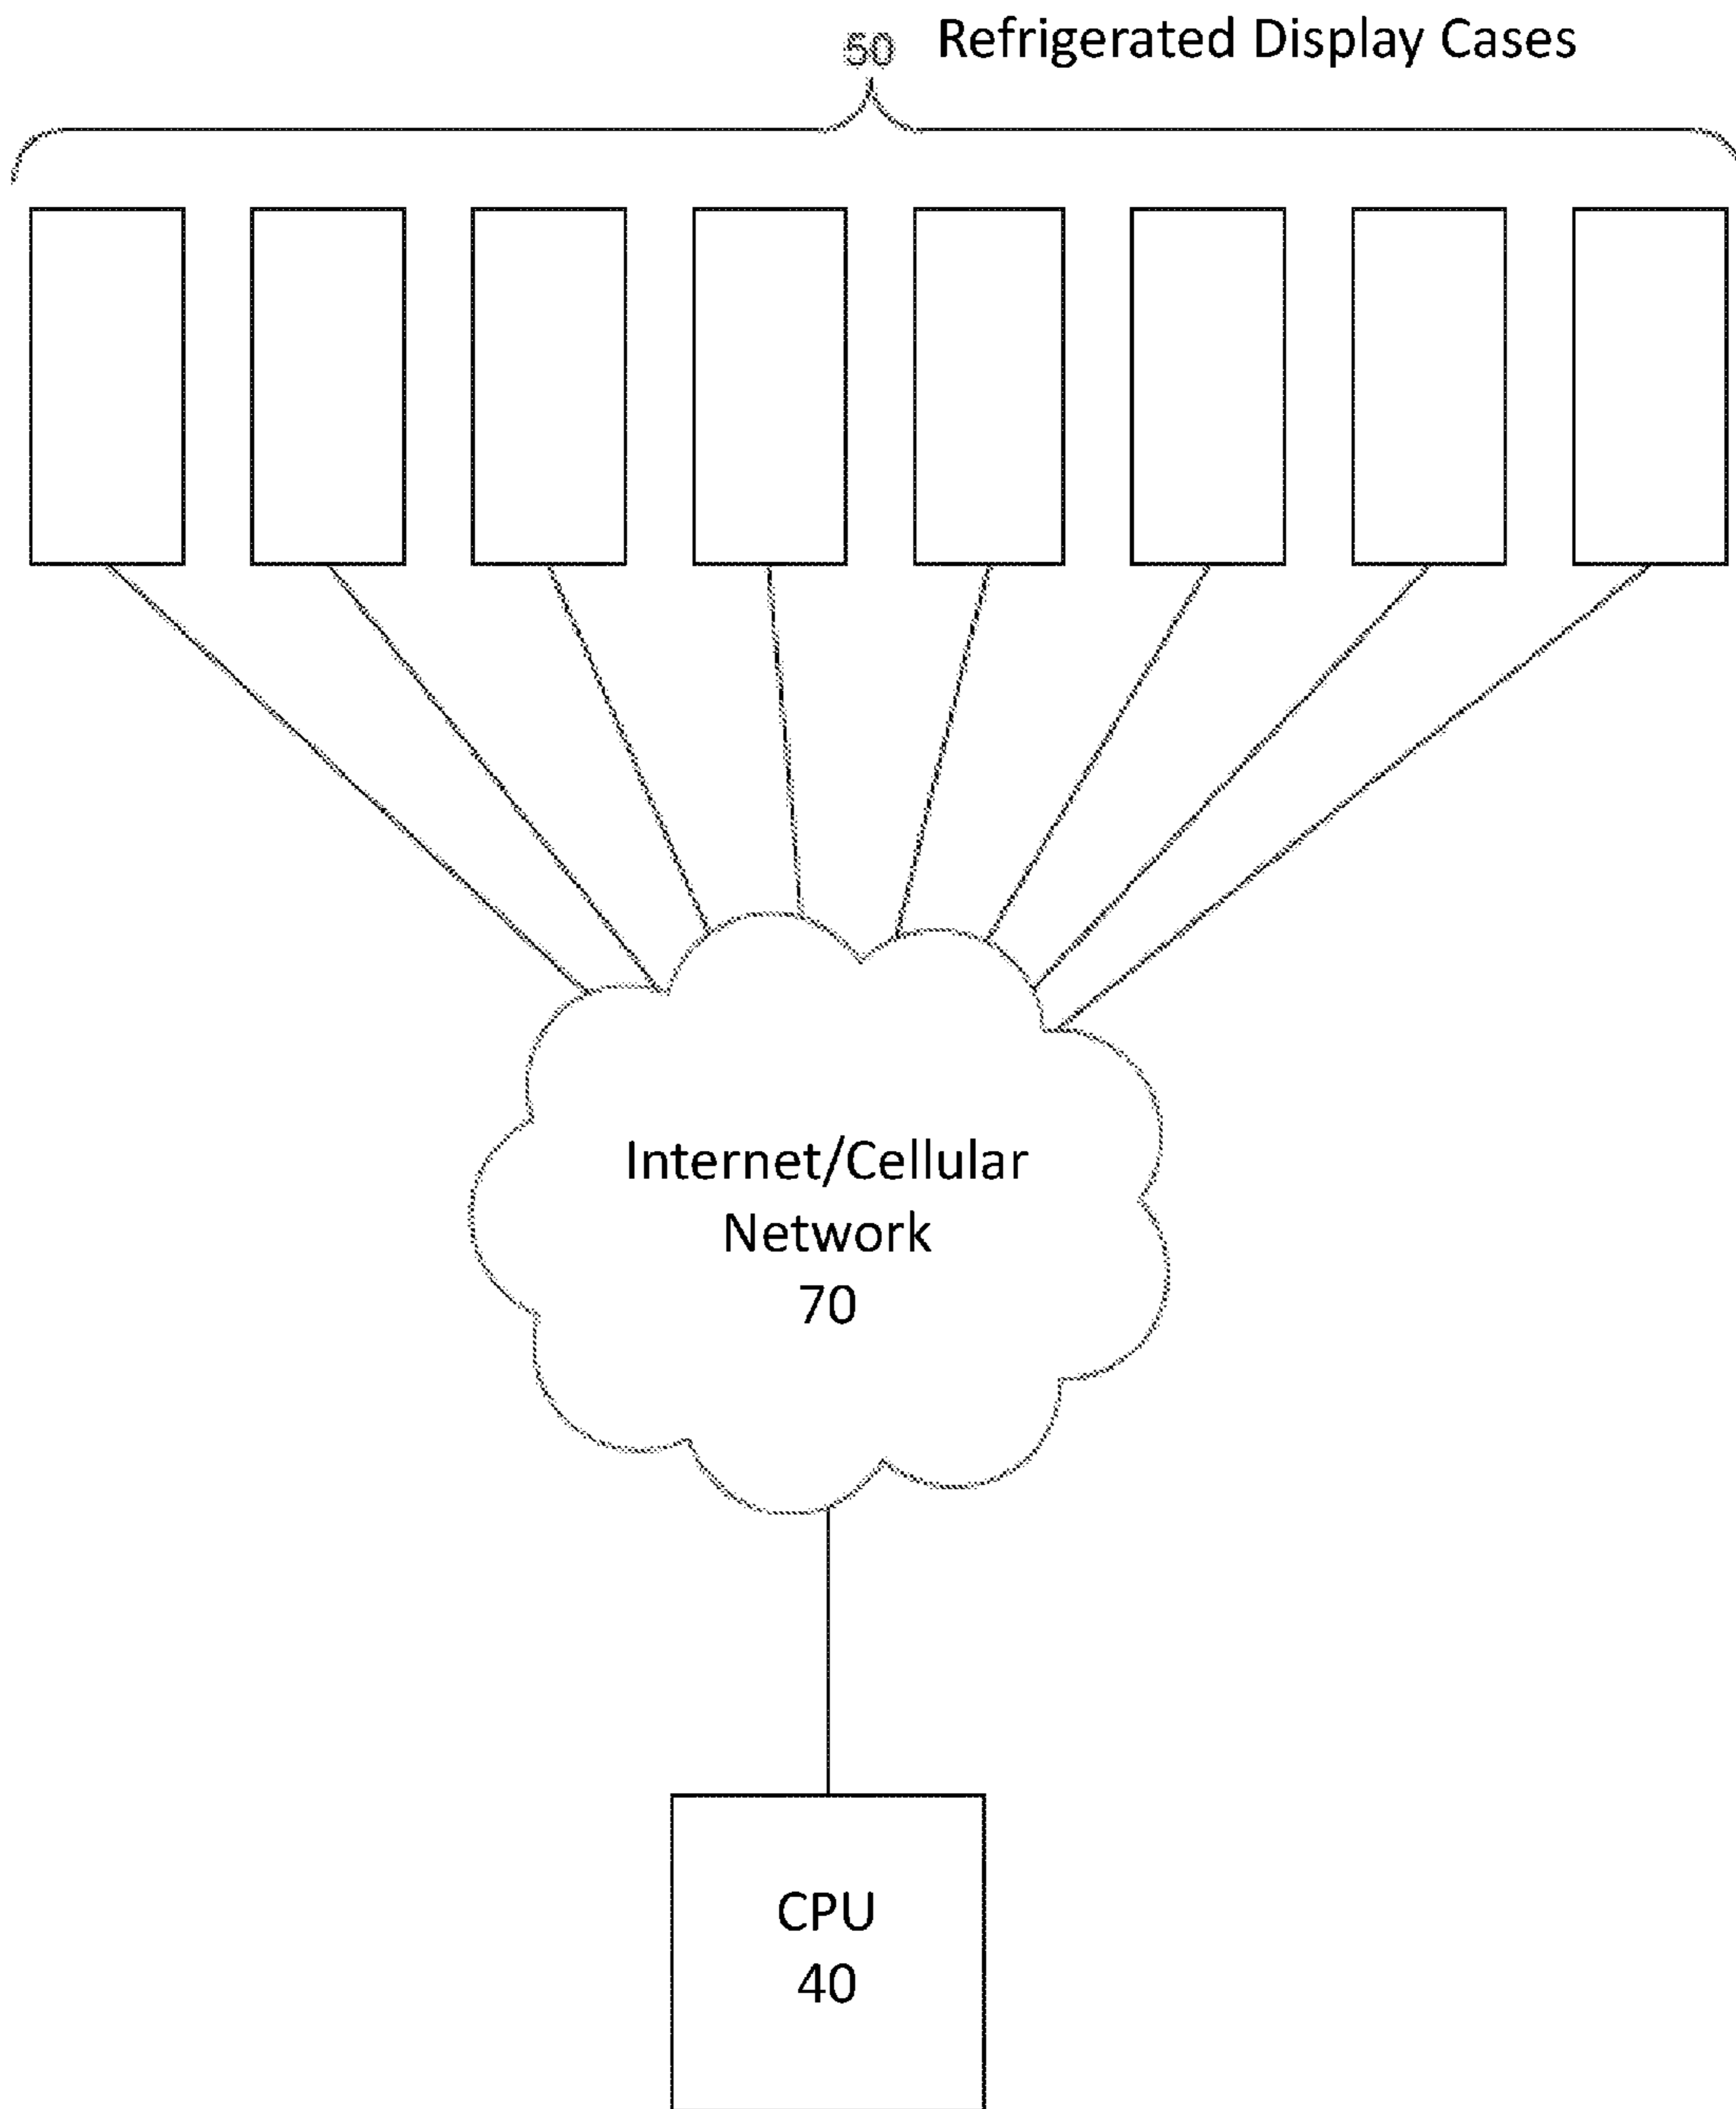 50 Refrigerated Display Cases
Internet/Cellular
Network
70
CPU
40